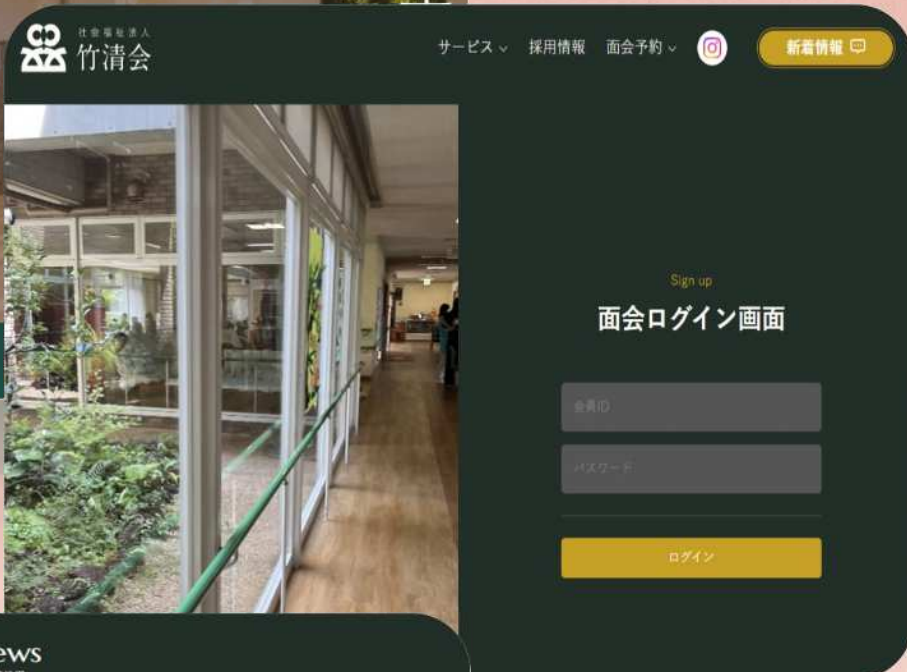 社会福祉法人
竹清会
サービス
採用情報
面会予約
新着情報
Sign up
面会ログイン画面
会員ID
パスワード
ログイン
ews